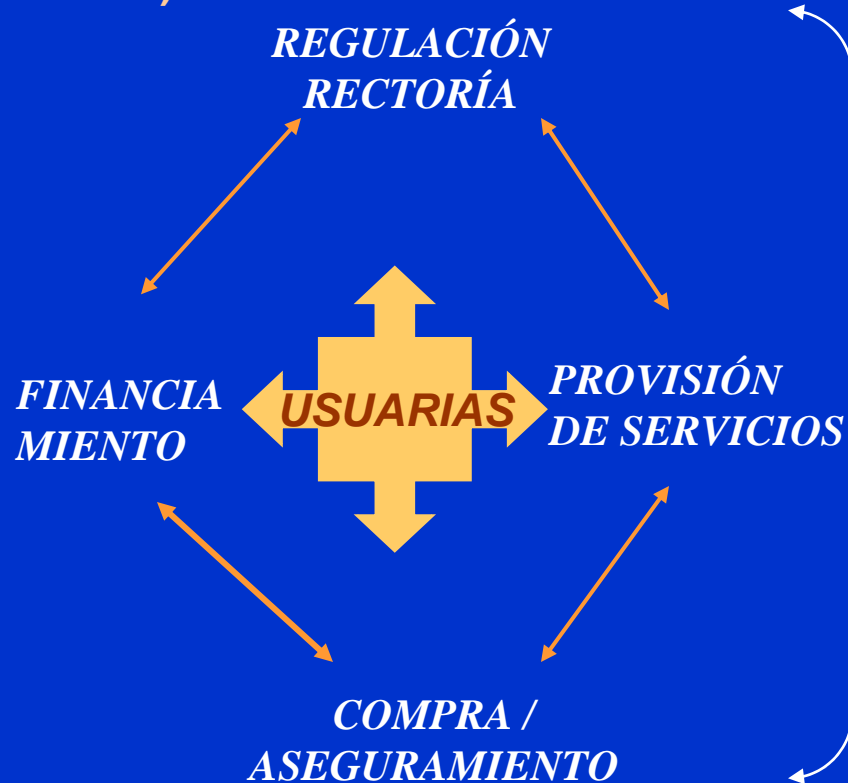 REGULACIÓN
RECTORÍA
FINANCIA
MIENTO
USUARIAS
PROVISIÓN
DE SERVICIOS
COMPRA /
ASEGURAMIENTO